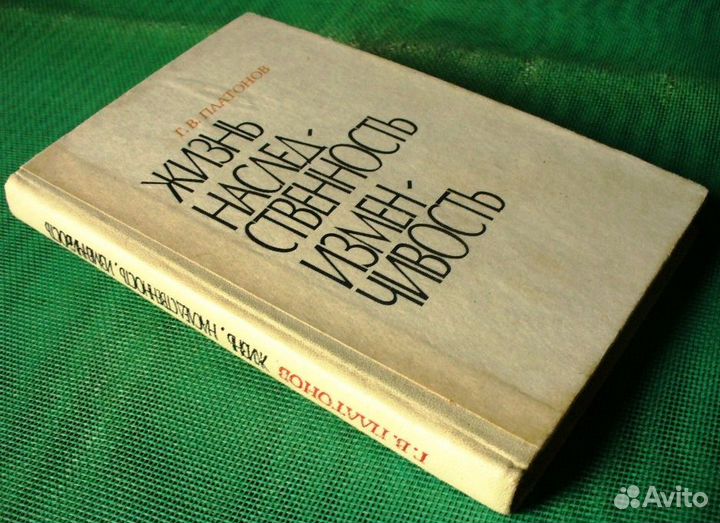 Г. В. ПЛАТОНОВ
ЖИЗНЬ
НАСЛЕД-
СТВЕННОСТЬ
ИЗМЕН-
ЧИВОСТЬ
Г. В. ПЛАТОНОВ ЖИЗНЬ, НАСЛЕДСТВЕННОСТЬ, ИЗМЕНЧИВОСТЬ
Avito